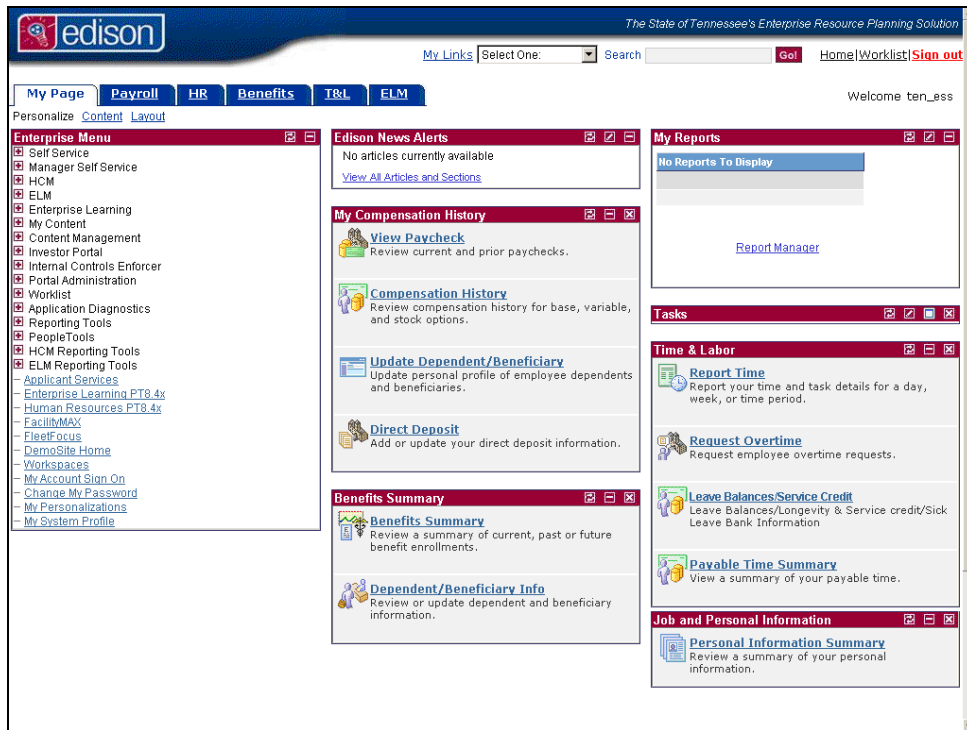 edison
The State of Tennessee's Enterprise Resource Planning Solution
My Links Select One: Search Go! Home|Worklist|Sign out
My Page Payroll HR Benefits T&L ELM
Welcome ten_ess
Personalize Content Layout
Enterprise Menu
Self Service
Manager Self Service
HCM
ELM
Enterprise Learning
My Content
Content Management
Investor Portal
Internal Controls Enforcer
Portal Administration
Worklist
Application Diagnostics
Reporting Tools
PeopleTools
HCM Reporting Tools
ELM Reporting Tools
Applicant Services
Enterprise Learning PT8.4x
Human Resources PT8.4x
FacilityMAX
FleetFocus
DemoSite Home
Workspaces
My Account Sign On
Change My Password
My Personalizations
My System Profile
Edison News Alerts
No articles currently available
View All Articles and Sections
My Compensation History
View Paycheck
Review current and prior paychecks.
Compensation History
Review compensation history for base, variable,
and stock options.
Update Dependent/Beneficiary
Update personal profile of employee dependents
and beneficiaries.
Direct Deposit
Add or update your direct deposit information.
Benefits Summary
Benefits Summary
Review a summary of current, past or future
benefit enrollments.
Dependent/Beneficiary Info
Review or update dependent and beneficiary
information.
My Reports
No Reports To Display
Report Manager
Tasks
Time & Labor
Report Time
Report your time and task details for a day,
week, or time period.
Request Overtime
Request employee overtime requests.
Leave Balances/Service Credit
Leave Balances/Longevity & Service credit/Sick
Leave Bank Information
Payable Time Summary
View a summary of your payable time.
Job and Personal Information
Personal Information Summary
Review a summary of your personal
information.